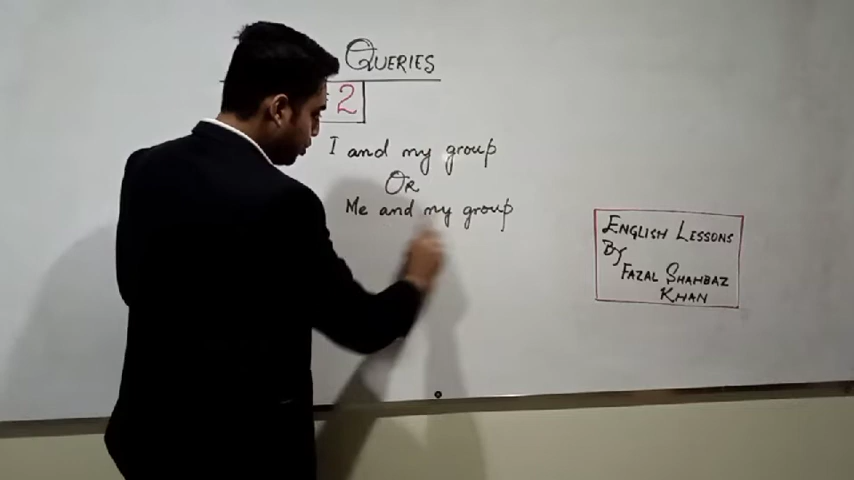 QUERIES
2
I and my group
OR
Me and my group
ENGLISH LESSONS
By
FAZAL SHAHBAZ
KHAN